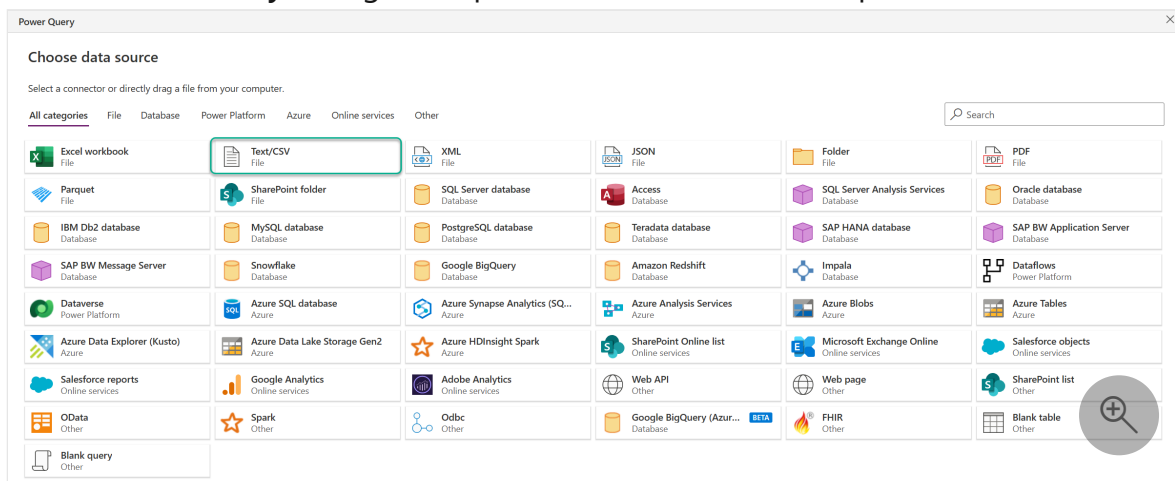 Power Query
Choose data source
Select a connector or directly drag a file from your computer.
All categories File Database Power Platform Azure Online services Other Search
Excel workbook Text/CSV XML JSON Folder PDF
File File File File File File
Parquet SharePoint folder SQL Server database Access SQL Server Analysis Services Oracle database
File File Database Database Database Database
IBM Db2 database MySQL database PostgreSQL database Teradata database SAP HANA database SAP BW Application Server
Database Database Database Database Database Database
SAP BW Message Server Snowflake Google BigQuery Amazon Redshift Impala Dataflows
Database Database Database Database Database Power Platform
Dataverse Azure SQL database Azure Synapse Analytics (SQ... Azure Analysis Services Azure Blobs Azure Tables
Power Platform Azure Azure Azure Azure Azure
Azure Data Explorer (Kusto) Azure Data Lake Storage Gen2 Azure HDInsight Spark SharePoint Online list Microsoft Exchange Online Salesforce objects
Azure Azure Azure Online services Online services Online services
Salesforce reports Google Analytics Adobe Analytics Web API Web page SharePoint list
Online services Online services Online services Other Other Other
OData Spark Odbc Google BigQuery (Azur... BETA FHIR Blank table
Other Other Other Database Other Other
Blank query
Other